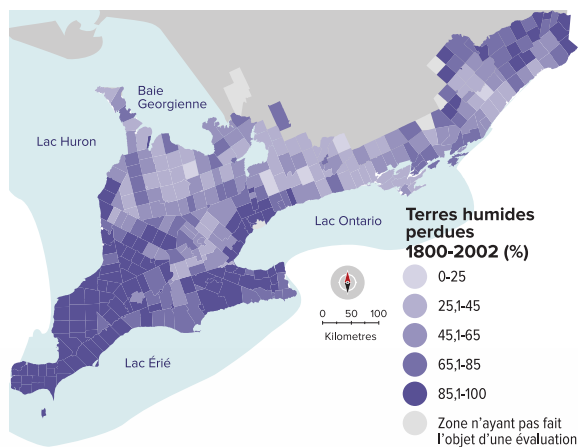 Baie
Georgienne
Lac Huron
Lac Ontario
Lac Érié
0 50 100
Kilometres
Terres humides
perdues
1800-2002 (%)
0-25
25,1-45
45,1-65
65,1-85
85,1-100
Zone n'ayant pas fait
l'objet d'une évaluation